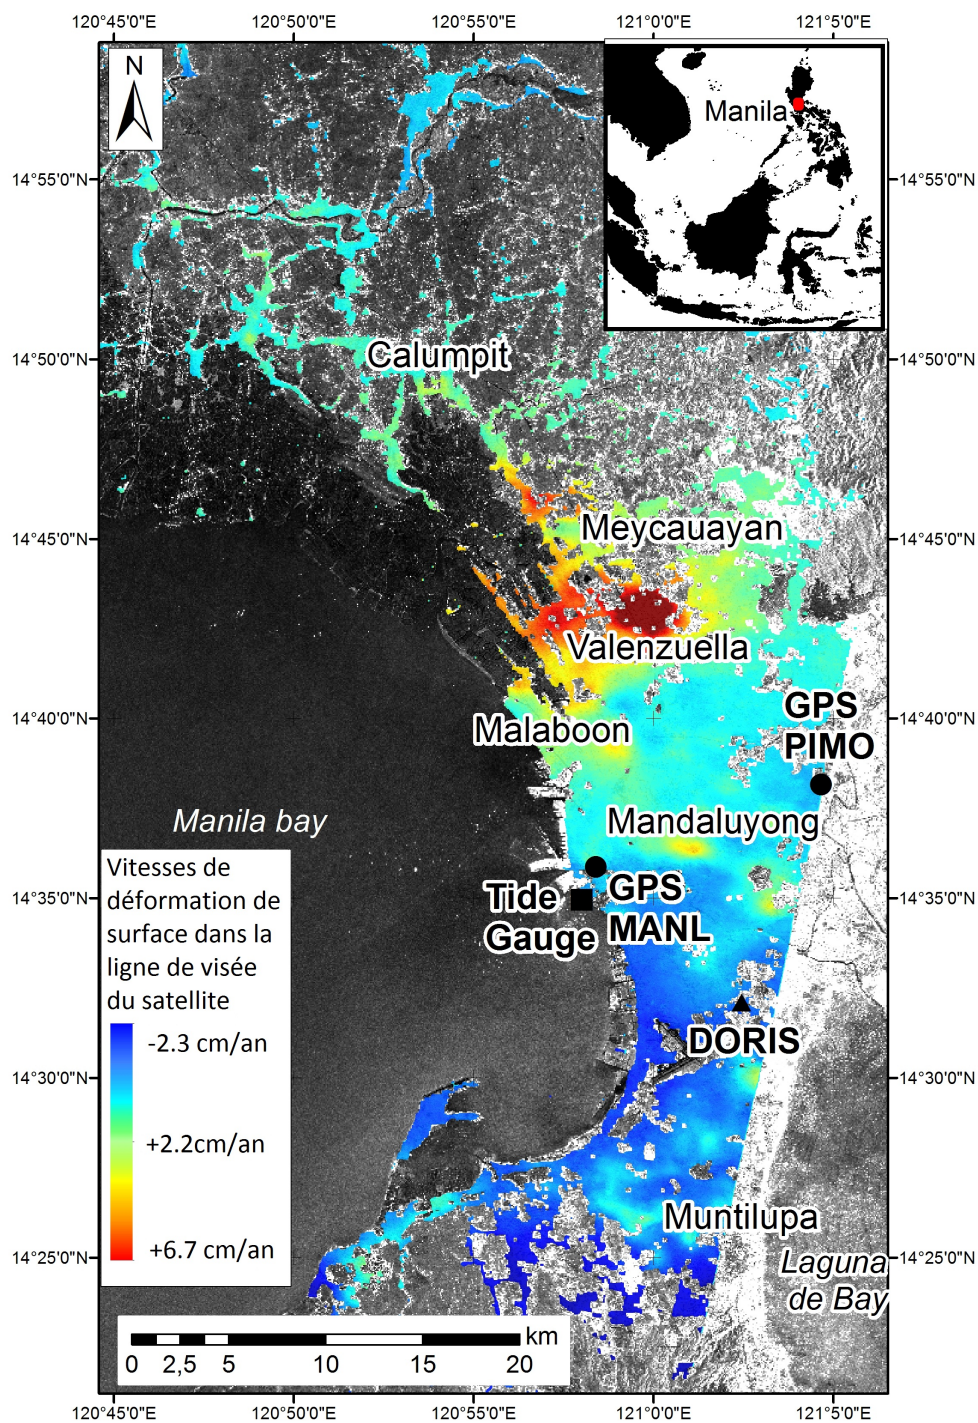 120°45'0"E 120°50'0"E 120°55'0"E 121°0'0"E 121°5'0"E
N
Manila
14°55'0"N 14°55'0"N
14°50'0"N 14°50'0"N
Calumpit
Meycauayan
14°45'0"N 14°45'0"N
Valenzuella
GPS
PIMO
14°40'0"N 14°40'0"N
Malaboon
Manila bay
Mandaluyong
Tide
Gauge
GPS
MANL
14°35'0"N 14°35'0"N
DORIS
14°30'0"N 14°30'0"N
Vitesses de
déformation de
surface dans la
ligne de visée
du satellite
-2.3 cm/an
+2.2cm/an
+6.7 cm/an
Muntilupa
14°25'0"N 14°25'0"N
Laguna
de Bay
km
0 2,5 5 10 15 20
120°45'0"E 120°50'0"E 120°55'0"E 121°0'0"E 121°5'0"E